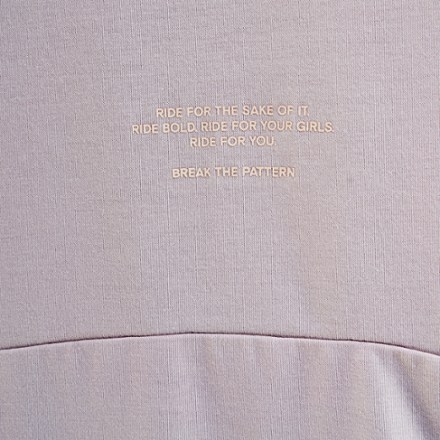 RIDE FOR THE SAKE OF IT.
RIDE BOLD. RIDE FOR YOUR GIRLS.
RIDE FOR YOU.
BREAK THE PATTERN